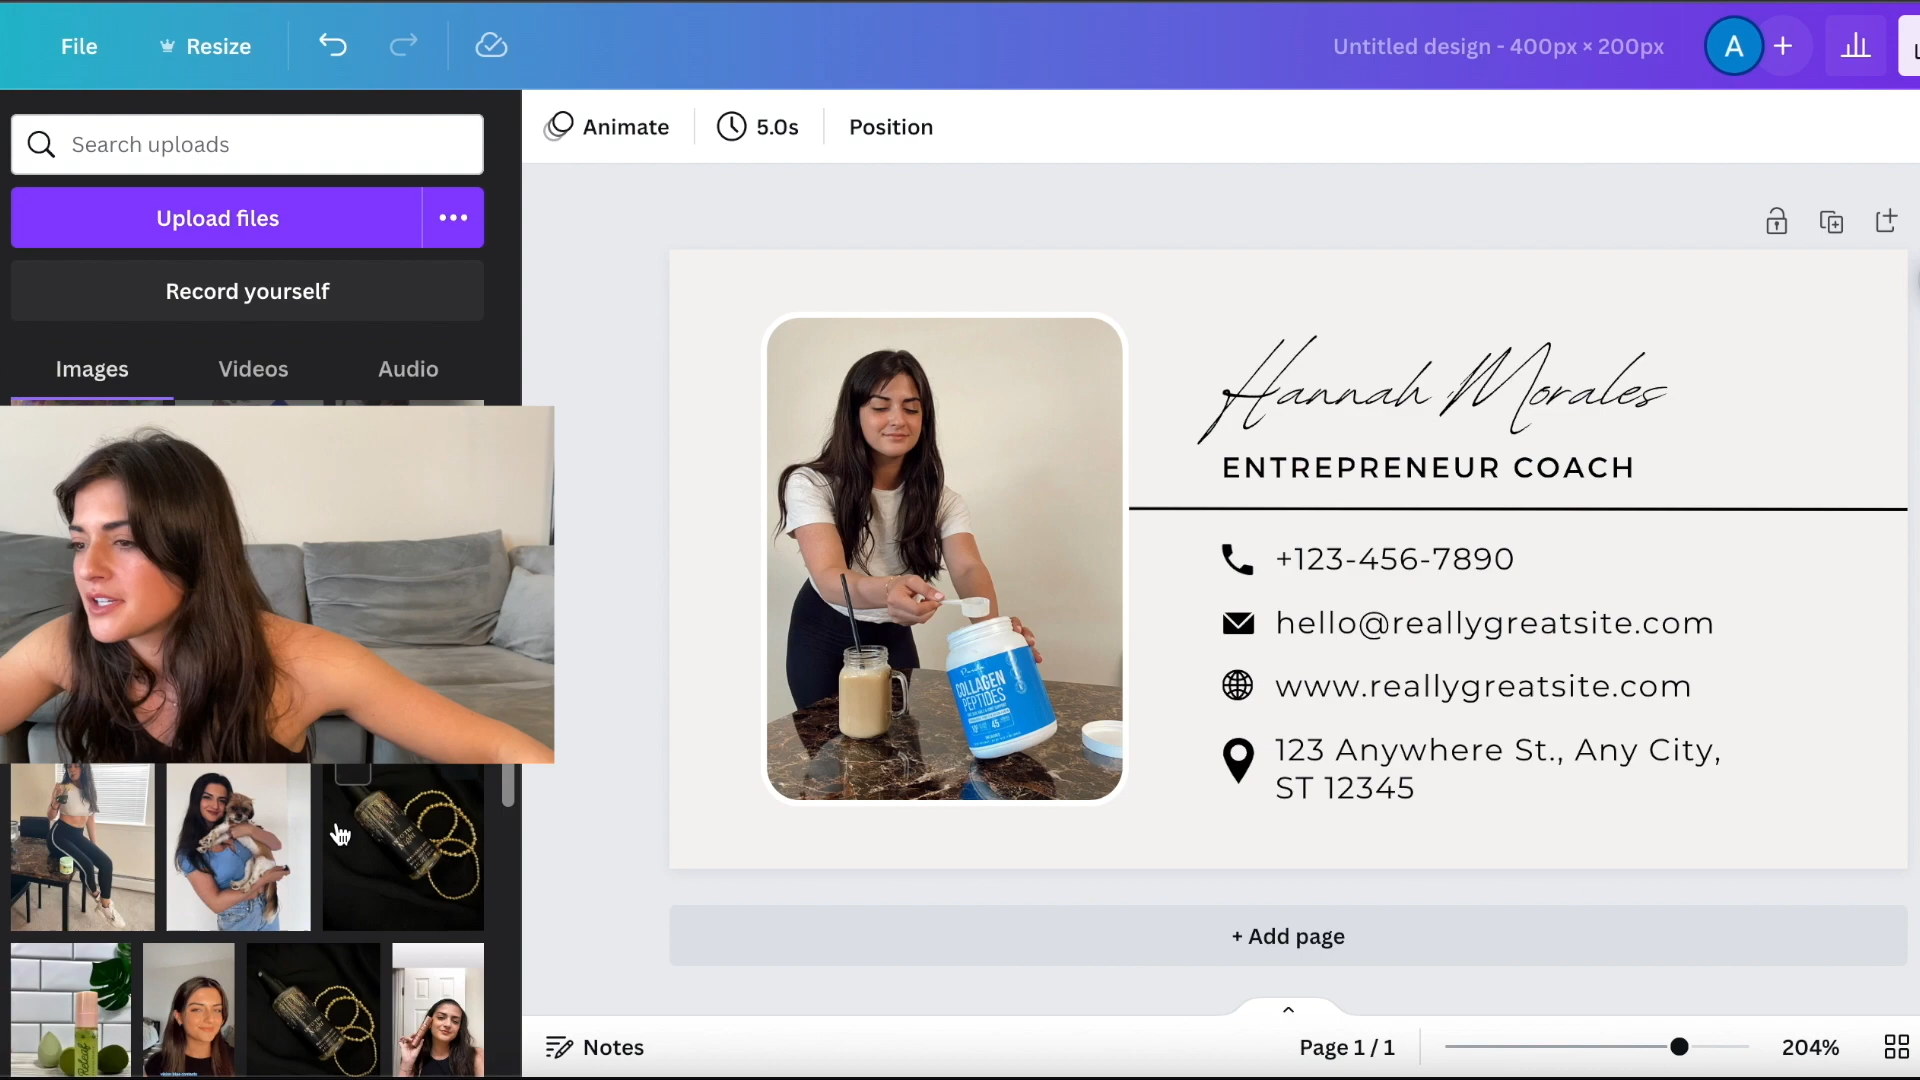 File
Resize
Untitled design - 400px × 200px
A
+
Search uploads
Upload files
Record yourself
Images
Videos
Audio
Animate
5.0s
Position
Hannah Morales
ENTREPRENEUR COACH
+123-456-7890
hello@reallygreatsite.com
www.reallygreatsite.com
123 Anywhere St., Any City,
ST 12345
COLLAGEN
PEPTIDES
+ Add page
Notes
Page 1 / 1
204%